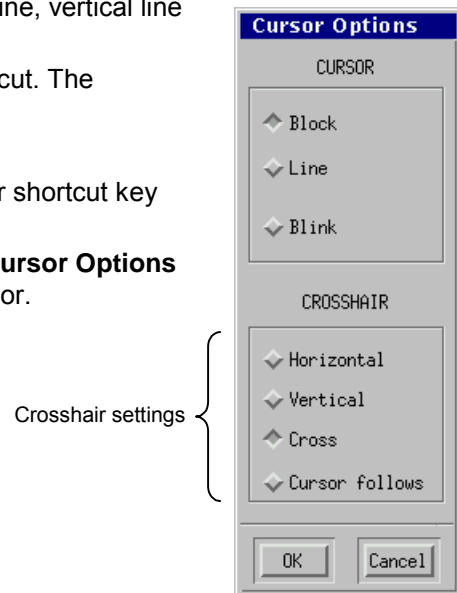 ine, vertical line
cut. The
r shortcut key
ursor Options
or.
Crosshair settings
Cursor Options
CURSOR
Block
Line
Blink
CROSSHAIR
Horizontal
Vertical
Cross
Cursor follows
OK Cancel